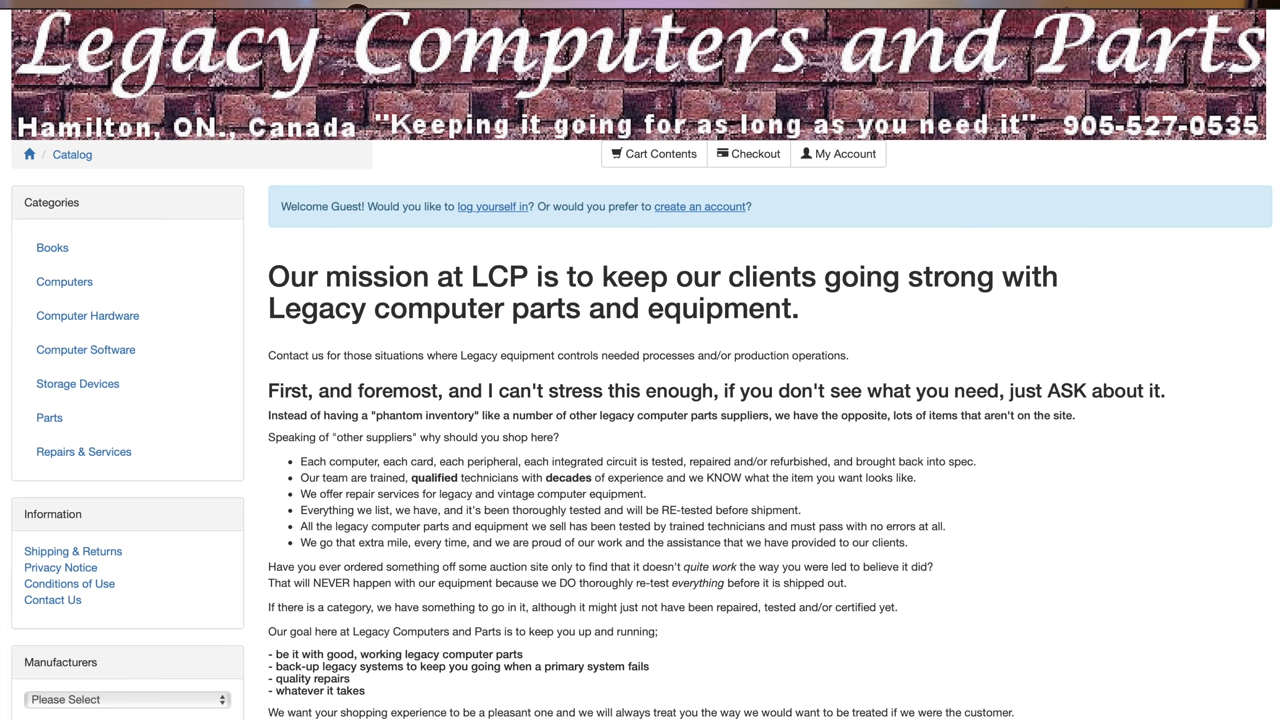 Legacy Computers and Parts
Hamilton, ON., Canada "Keeping it going for as long as you need it" 905-527-0535
/ Catalog
Cart Contents
Checkout
My Account
Categories
Books
Computers
Computer Hardware
Computer Software
Storage Devices
Parts
Repairs & Services
Information
Shipping & Returns
Privacy Notice
Conditions of Use
Contact Us
Manufacturers
Please Select
Welcome Guest! Would you like to log yourself in? Or would you prefer to create an account?
Our mission at LCP is to keep our clients going strong with
Legacy computer parts and equipment.
Contact us for those situations where Legacy equipment controls needed processes and/or production operations.
First, and foremost, and I can't stress this enough, if you don't see what you need, just ASK about it.
Instead of having a "phantom inventory" like a number of other legacy computer parts suppliers, we have the opposite, lots of items that aren't on the site.
Speaking of "other suppliers" why should you shop here?
• Each computer, each card, each peripheral, each integrated circuit is tested, repaired and/or refurbished, and brought back into spec.
• Our team are trained, qualified technicians with decades of experience and we KNOW what the item you want looks like.
• We offer repair services for legacy and vintage computer equipment.
• Everything we list, we have, and it's been thoroughly tested and will be RE-tested before shipment.
• All the legacy computer parts and equipment we sell has been tested by trained technicians and must pass with no errors at all.
• We go that extra mile, every time, and we are proud of our work and the assistance that we have provided to our clients.
Have you ever ordered something off some auction site only to find that it doesn't quite work the way you were led to believe it did?
That will NEVER happen with our equipment because we DO thoroughly re-test everything before it is shipped out.
If there is a category, we have something to go in it, although it might just not have been repaired, tested and/or certified yet.
Our goal here at Legacy Computers and Parts is to keep you up and running;
- be it with good, working legacy computer parts
- back-up legacy systems to keep you going when a primary system fails
- quality repairs
- whatever it takes
We want your shopping experience to be a pleasant one and we will always treat you the way we would want to be treated if we were the customer.